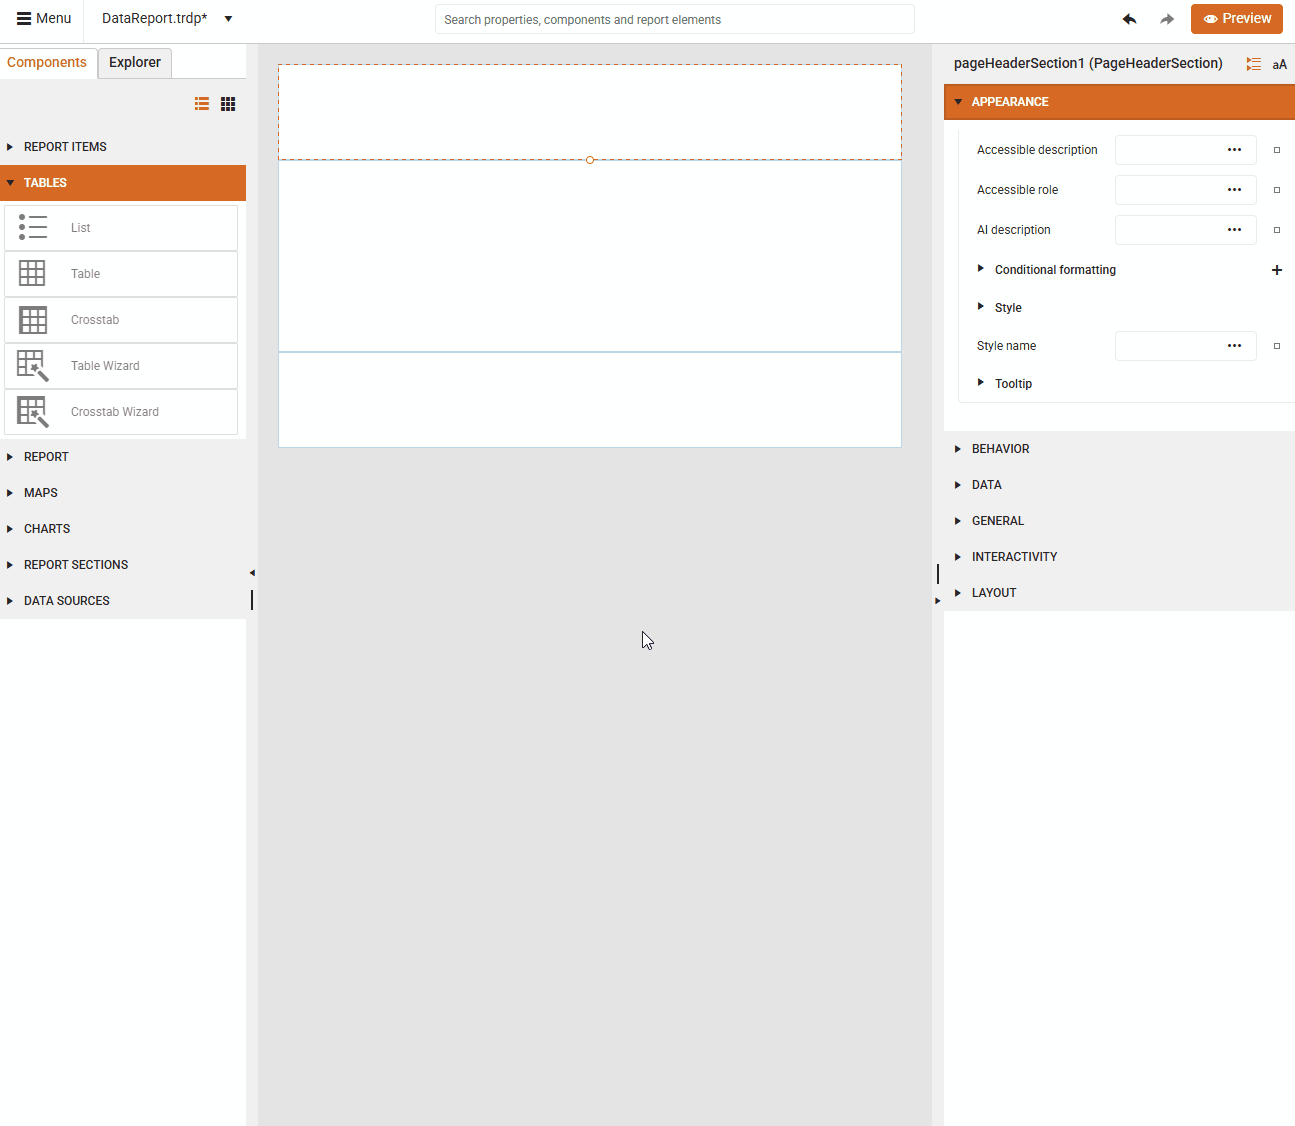 Menu
DataReport.trdp*
Search properties, components and report elements
Preview
Components
Explorer
REPORT ITEMS
TABLES
List
Table
Crosstab
Table Wizard
Crosstab Wizard
REPORT
MAPS
CHARTS
REPORT SECTIONS
DATA SOURCES
pageHeaderSection1 (PageHeaderSection)
aA
APPEARANCE
Accessible description
Accessible role
AI description
Conditional formatting
Style
Style name
Tooltip
BEHAVIOR
DATA
GENERAL
INTERACTIVITY
LAYOUT